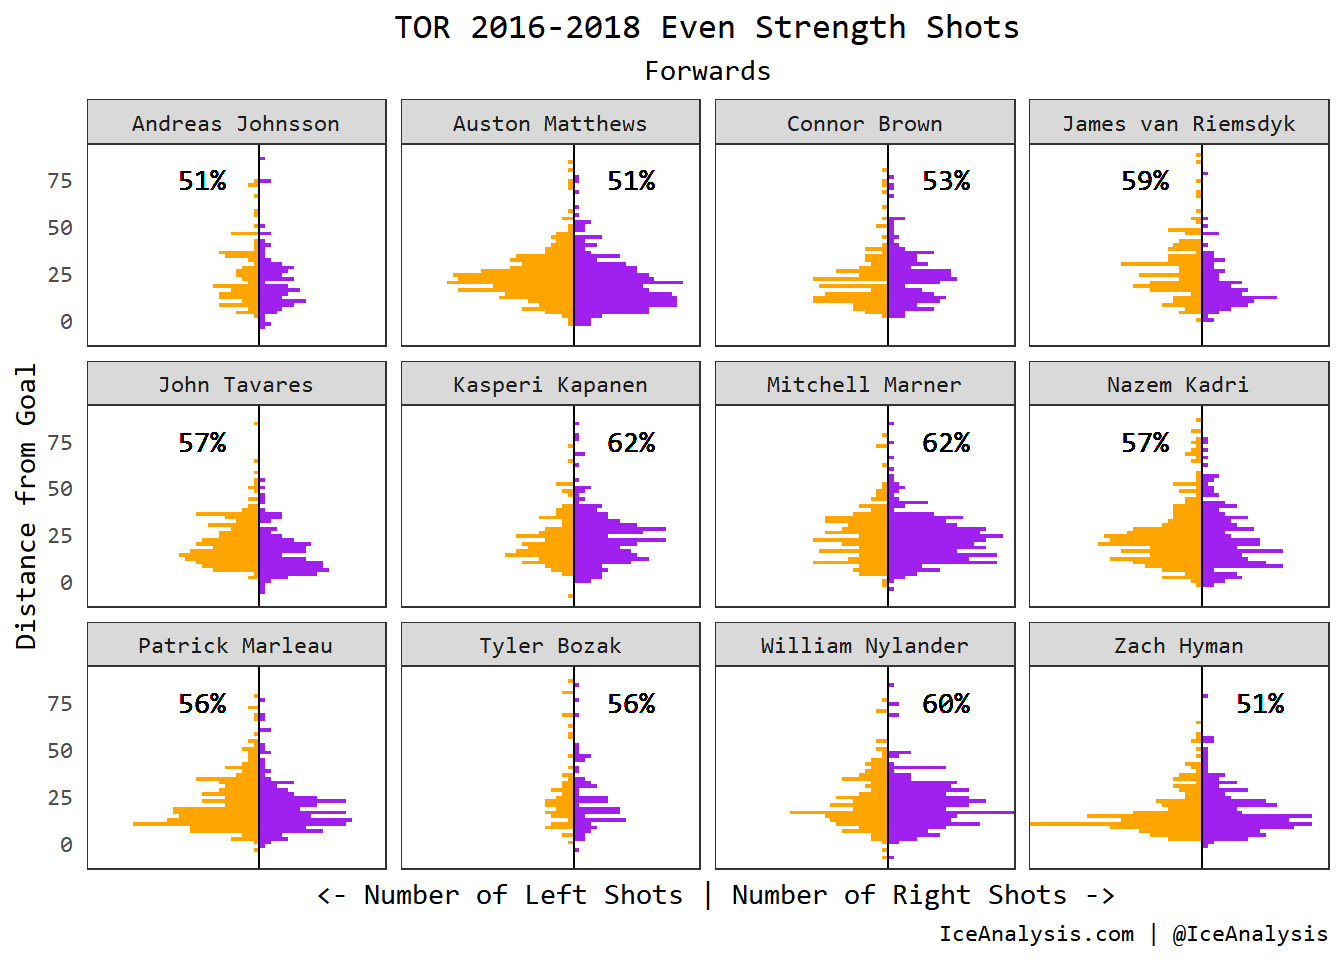 TOR 2016-2018 Even Strength Shots
Forwards
Andreas Johnsson
Auston Matthews
Connor Brown
James van Riemsdyk
51%
51%
53%
59%
75
50
25
0
John Tavares
Kasperi Kapanen
Mitchell Marner
Nazem Kadri
57%
62%
62%
57%
75
50
25
0
Distance from Goal
Patrick Marleau
Tyler Bozak
William Nylander
Zach Hyman
56%
56%
60%
51%
75
50
25
0
<- Number of Left Shots | Number of Right Shots ->
IceAnalysis.com | @IceAnalysis